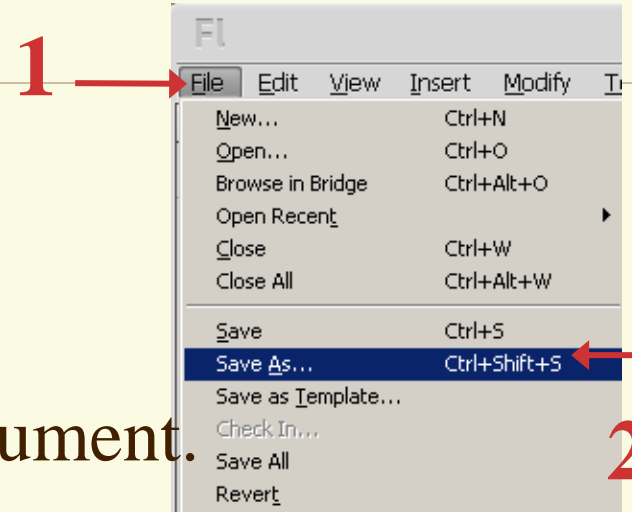 Fl
1
File Edit View Insert Modify
New... Ctrl+N
Open... Ctrl+O
Browse in Bridge Ctrl+Alt+O
Open Recent
Close Ctrl+W
Close All Ctrl+Alt+W
Save Ctrl+S
Save As... Ctrl+Shift+S
Save as Template...
Check In...
ument.
2
Save All
Revert